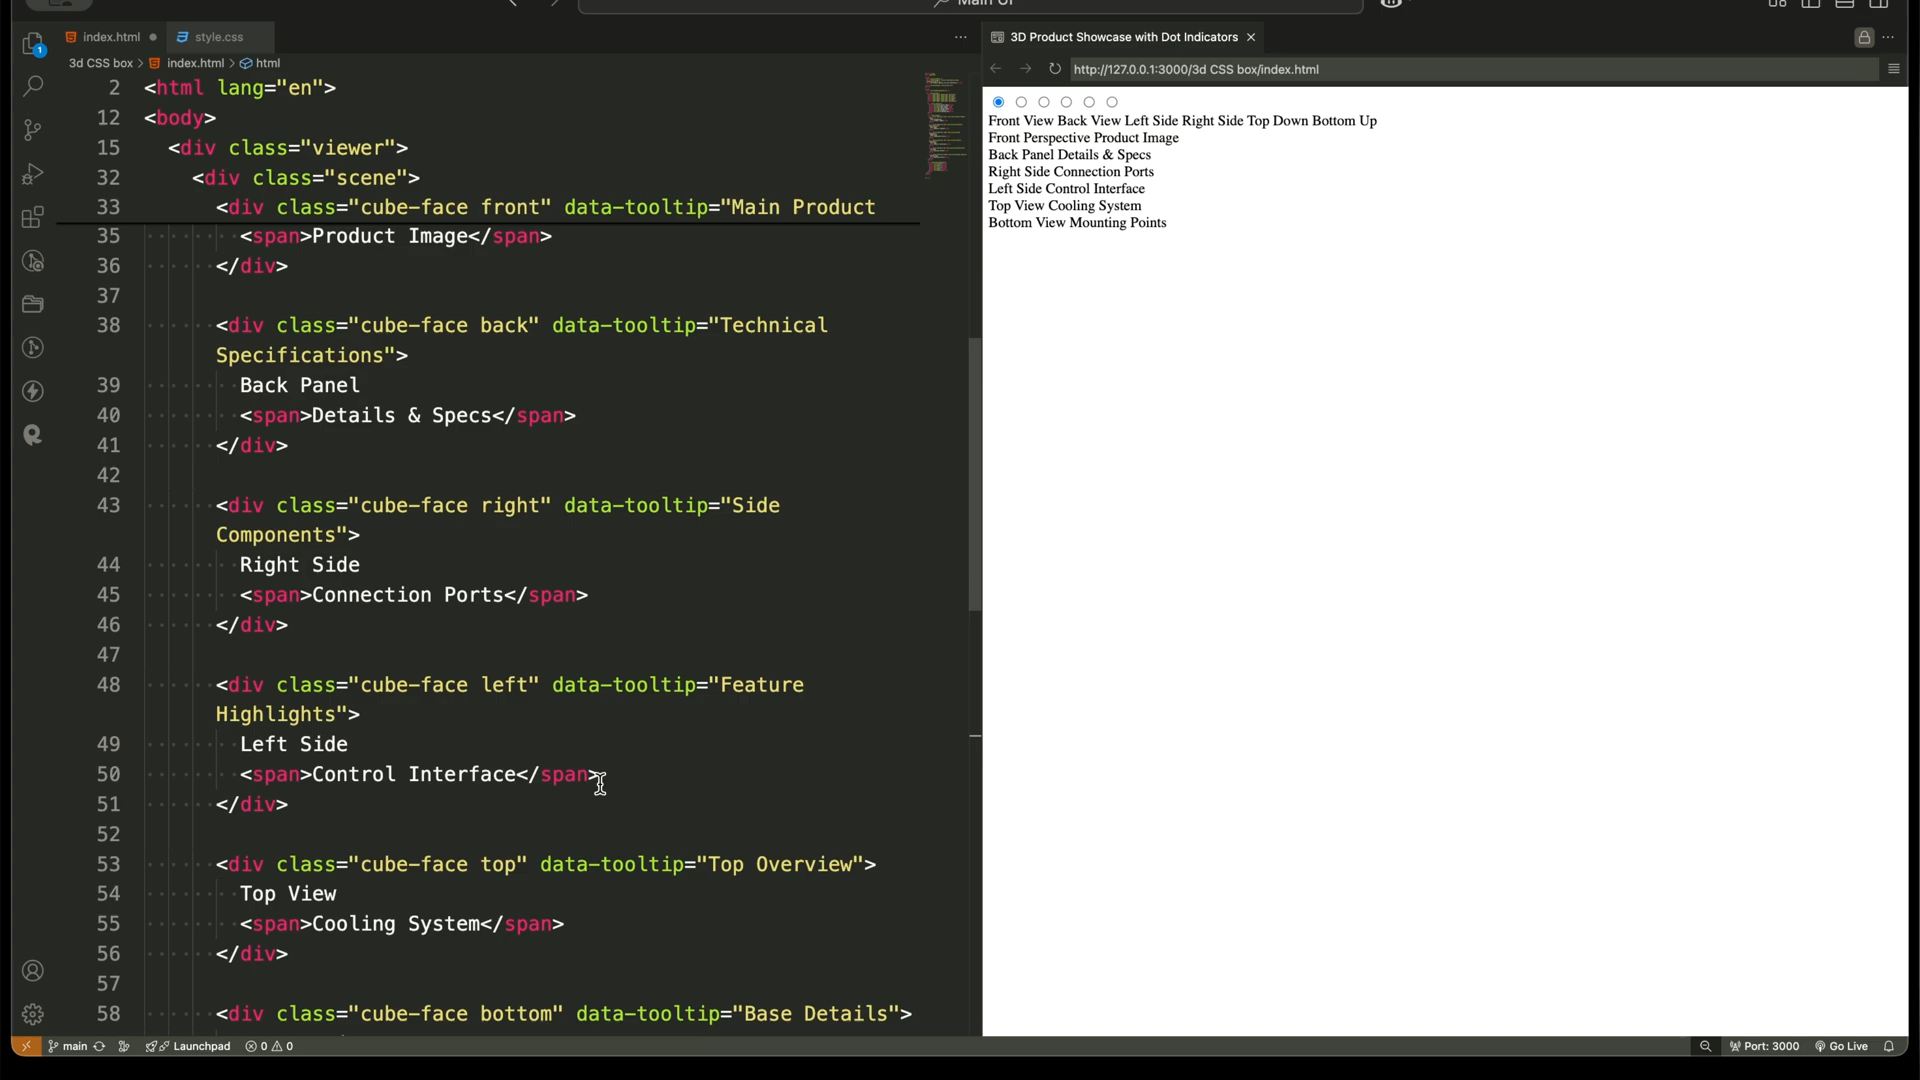 Main UI
index.html
style.css
3D Product Showcase with Dot Indicators
1
3d CSS box > index.html > html
http://127.0.0.1:3000/3d CSS box/index.html
2 <html lang="en">
12 <body>
15 <div class="viewer">
32 <div class="scene">
33 <div class="cube-face front" data-tooltip="Main Product
35 <span>Product Image</span>
36 </div>
37
38 <div class="cube-face back" data-tooltip="Technical
Specifications">
39 Back Panel
40 <span>Details & Specs</span>
41 </div>
42
43 <div class="cube-face right" data-tooltip="Side
Components">
44 Right Side
45 <span>Connection Ports</span>
46 </div>
47
48 <div class="cube-face left" data-tooltip="Feature
Highlights">
49 Left Side
50 <span>Control Interface</span>
51 </div>
52
53 <div class="cube-face top" data-tooltip="Top Overview">
54 Top View
55 <span>Cooling System</span>
56 </div>
57
58 <div class="cube-face bottom" data-tooltip="Base Details">
Front View Back View Left Side Right Side Top Down Bottom Up
Front Perspective Product Image
Back Panel Details & Specs
Right Side Connection Ports
Left Side Control Interface
Top View Cooling System
Bottom View Mounting Points
main
Launchpad
0
0
Port: 3000
Go Live